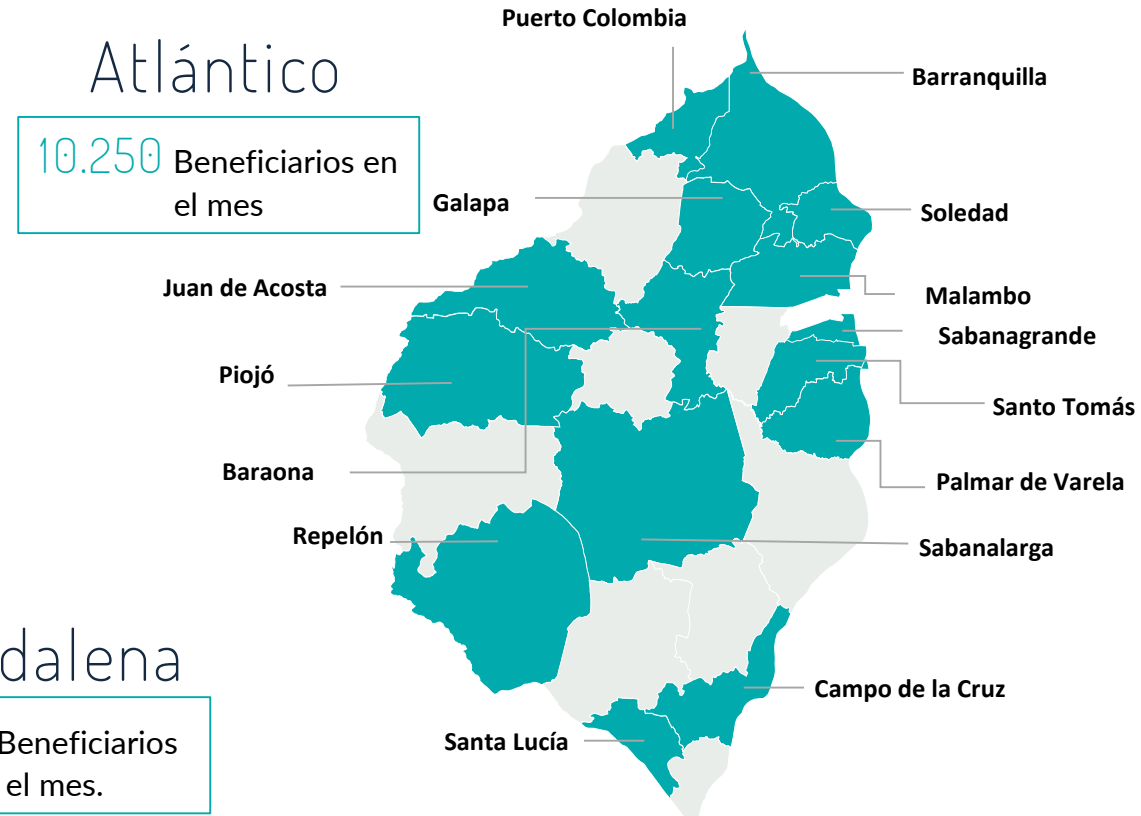 Puerto Colombia
Atlántico
Barranquilla
10.250 Beneficiarios en
el mes
Galapa
Soledad
Juan de Acosta
Malambo
Sabanagrande
Piojó
Santo Tomás
Baraona
Palmar de Varela
Repelón
Sabanalarga
dalena
Campo de la Cruz
Beneficiarios
el mes.
Santa Lucía